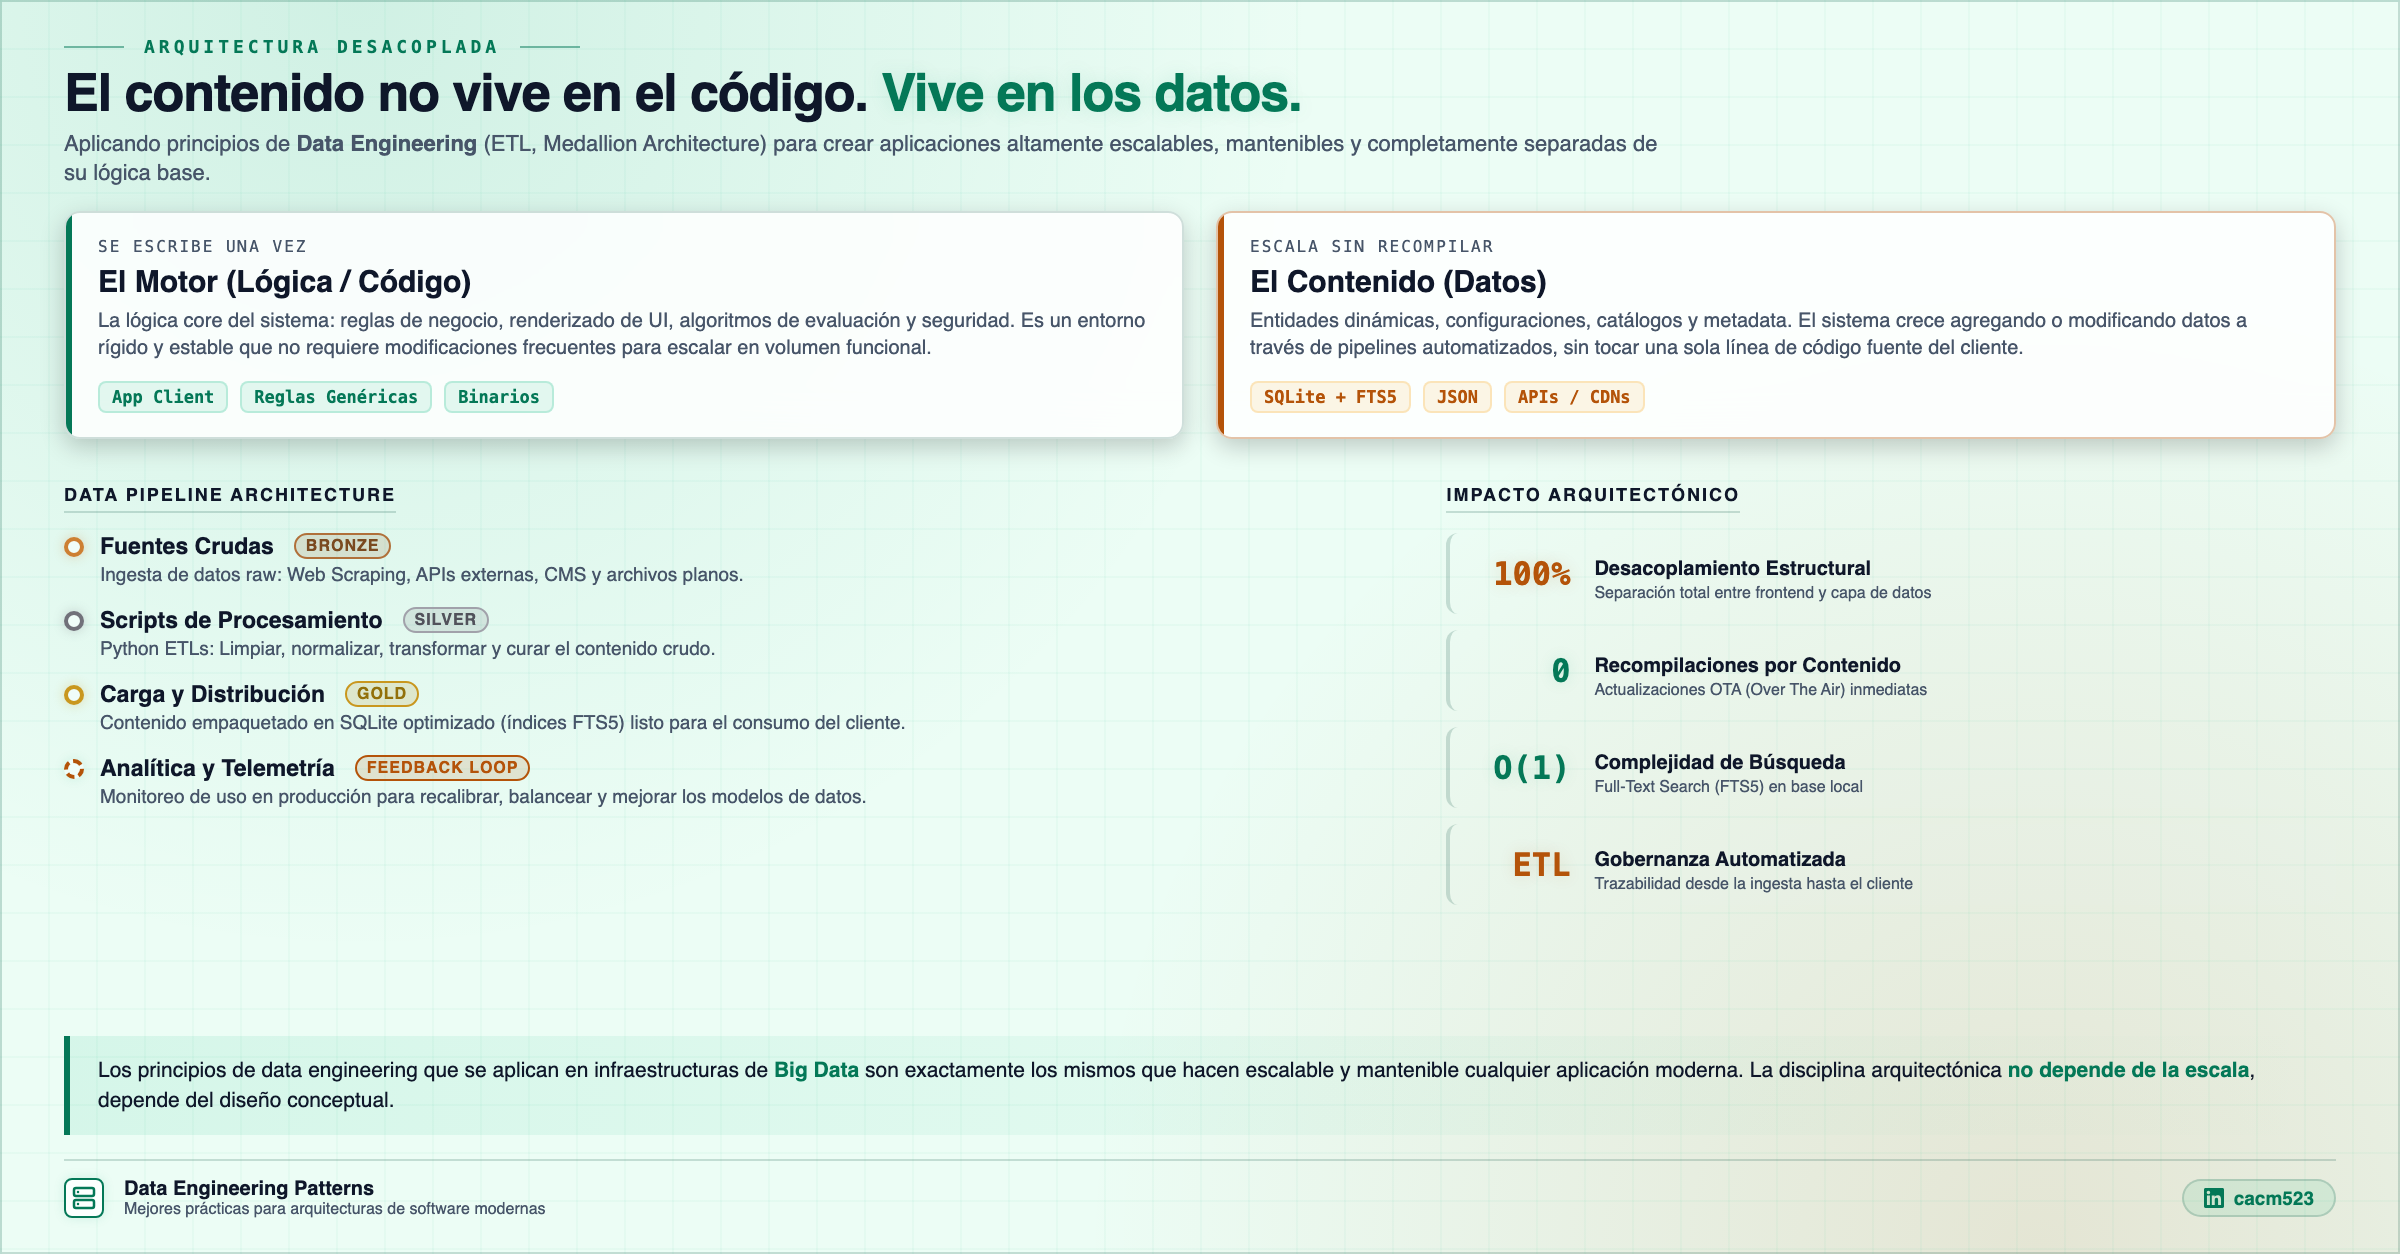 ARQUITECTURA DESACOPLADA
El contenido no vive en el código. Vive en los datos.
Aplicando principios de Data Engineering (ETL, Medallion Architecture) para crear aplicaciones altamente escalables, mantenibles y completamente separadas de
su lógica base.
SE ESCRIBE UNA VEZ
El Motor (Lógica / Código)
La lógica core del sistema: reglas de negocio, renderizado de UI, algoritmos de evaluación y seguridad. Es un entorno
rígido y estable que no requiere modificaciones frecuentes para escalar en volumen funcional.
App Client Reglas Genéricas Binarios
ESCALA SIN RECOMPILAR
El Contenido (Datos)
Entidades dinámicas, configuraciones, catálogos y metadata. El sistema crece agregando o modificando datos a
través de pipelines automatizados, sin tocar una sola línea de código fuente del cliente.
SQLite + FTS5 JSON APIs / CDNs
DATA PIPELINE ARCHITECTURE
Fuentes Crudas BRONZE
Ingesta de datos raw: Web Scraping, APIs externas, CMS y archivos planos.
Scripts de Procesamiento SILVER
Python ETLs: Limpiar, normalizar, transformar y curar el contenido crudo.
Carga y Distribución GOLD
Contenido empaquetado en SQLite optimizado (índices FTS5) listo para el consumo del cliente.
Analítica y Telemetría FEEDBACK LOOP
Monitoreo de uso en producción para recalibrar, balancear y mejorar los modelos de datos.
IMPACTO ARQUITECTÓNICO
100% Desacoplamiento Estructural
Separación total entre frontend y capa de datos
0 Recompilaciones por Contenido
Actualizaciones OTA (Over The Air) inmediatas
O(1) Complejidad de Búsqueda
Full-Text Search (FTS5) en base local
ETL Gobernanza Automatizada
Trazabilidad desde la ingesta hasta el cliente
Los principios de data engineering que se aplican en infraestructuras de Big Data son exactamente los mismos que hacen escalable y mantenible cualquier aplicación moderna. La disciplina arquitectónica no depende de la escala,
depende del diseño conceptual.
Data Engineering Patterns
Mejores prácticas para arquitecturas de software modernas
in cacm523